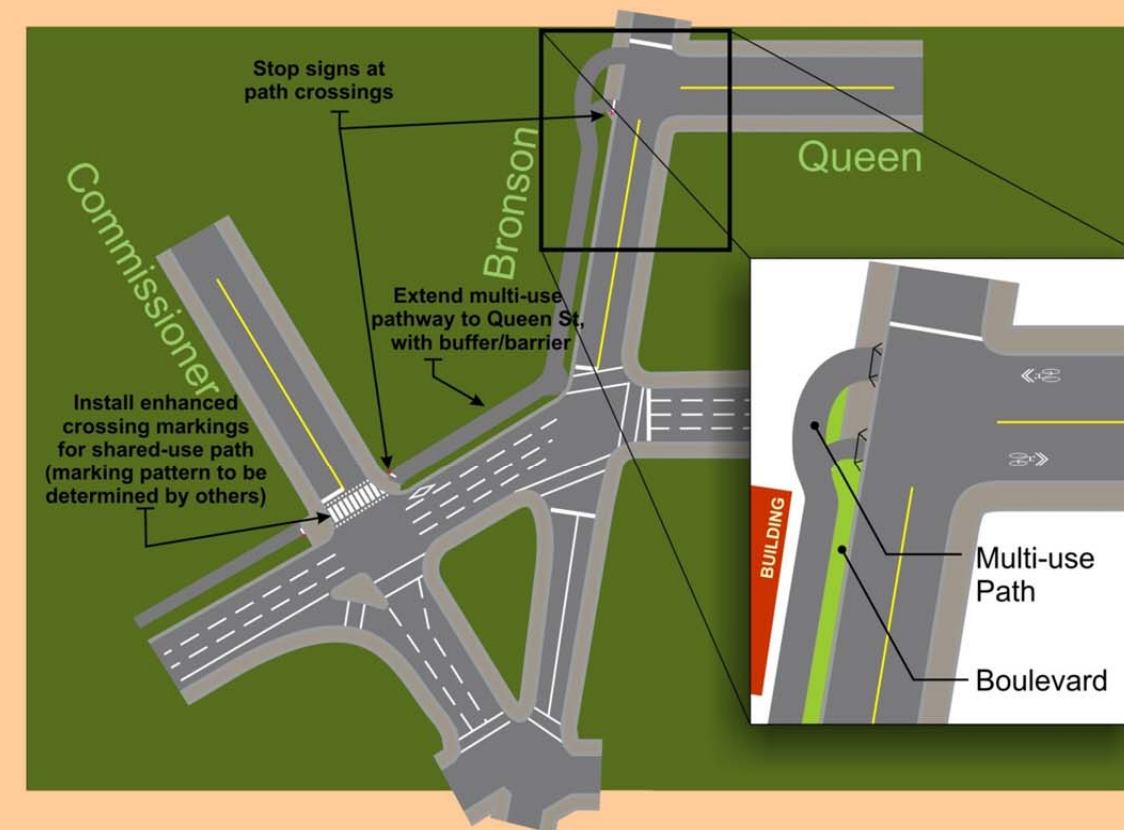 Stop signs at
path crossings
Commissioner
Bronson
Queen
Extend multi-use
pathway to Queen St,
with buffer/barrier
Install enhanced
crossing markings
for shared-use path
(marking pattern to be
determined by others)
BUILDING
Multi-use
Path
Boulevard